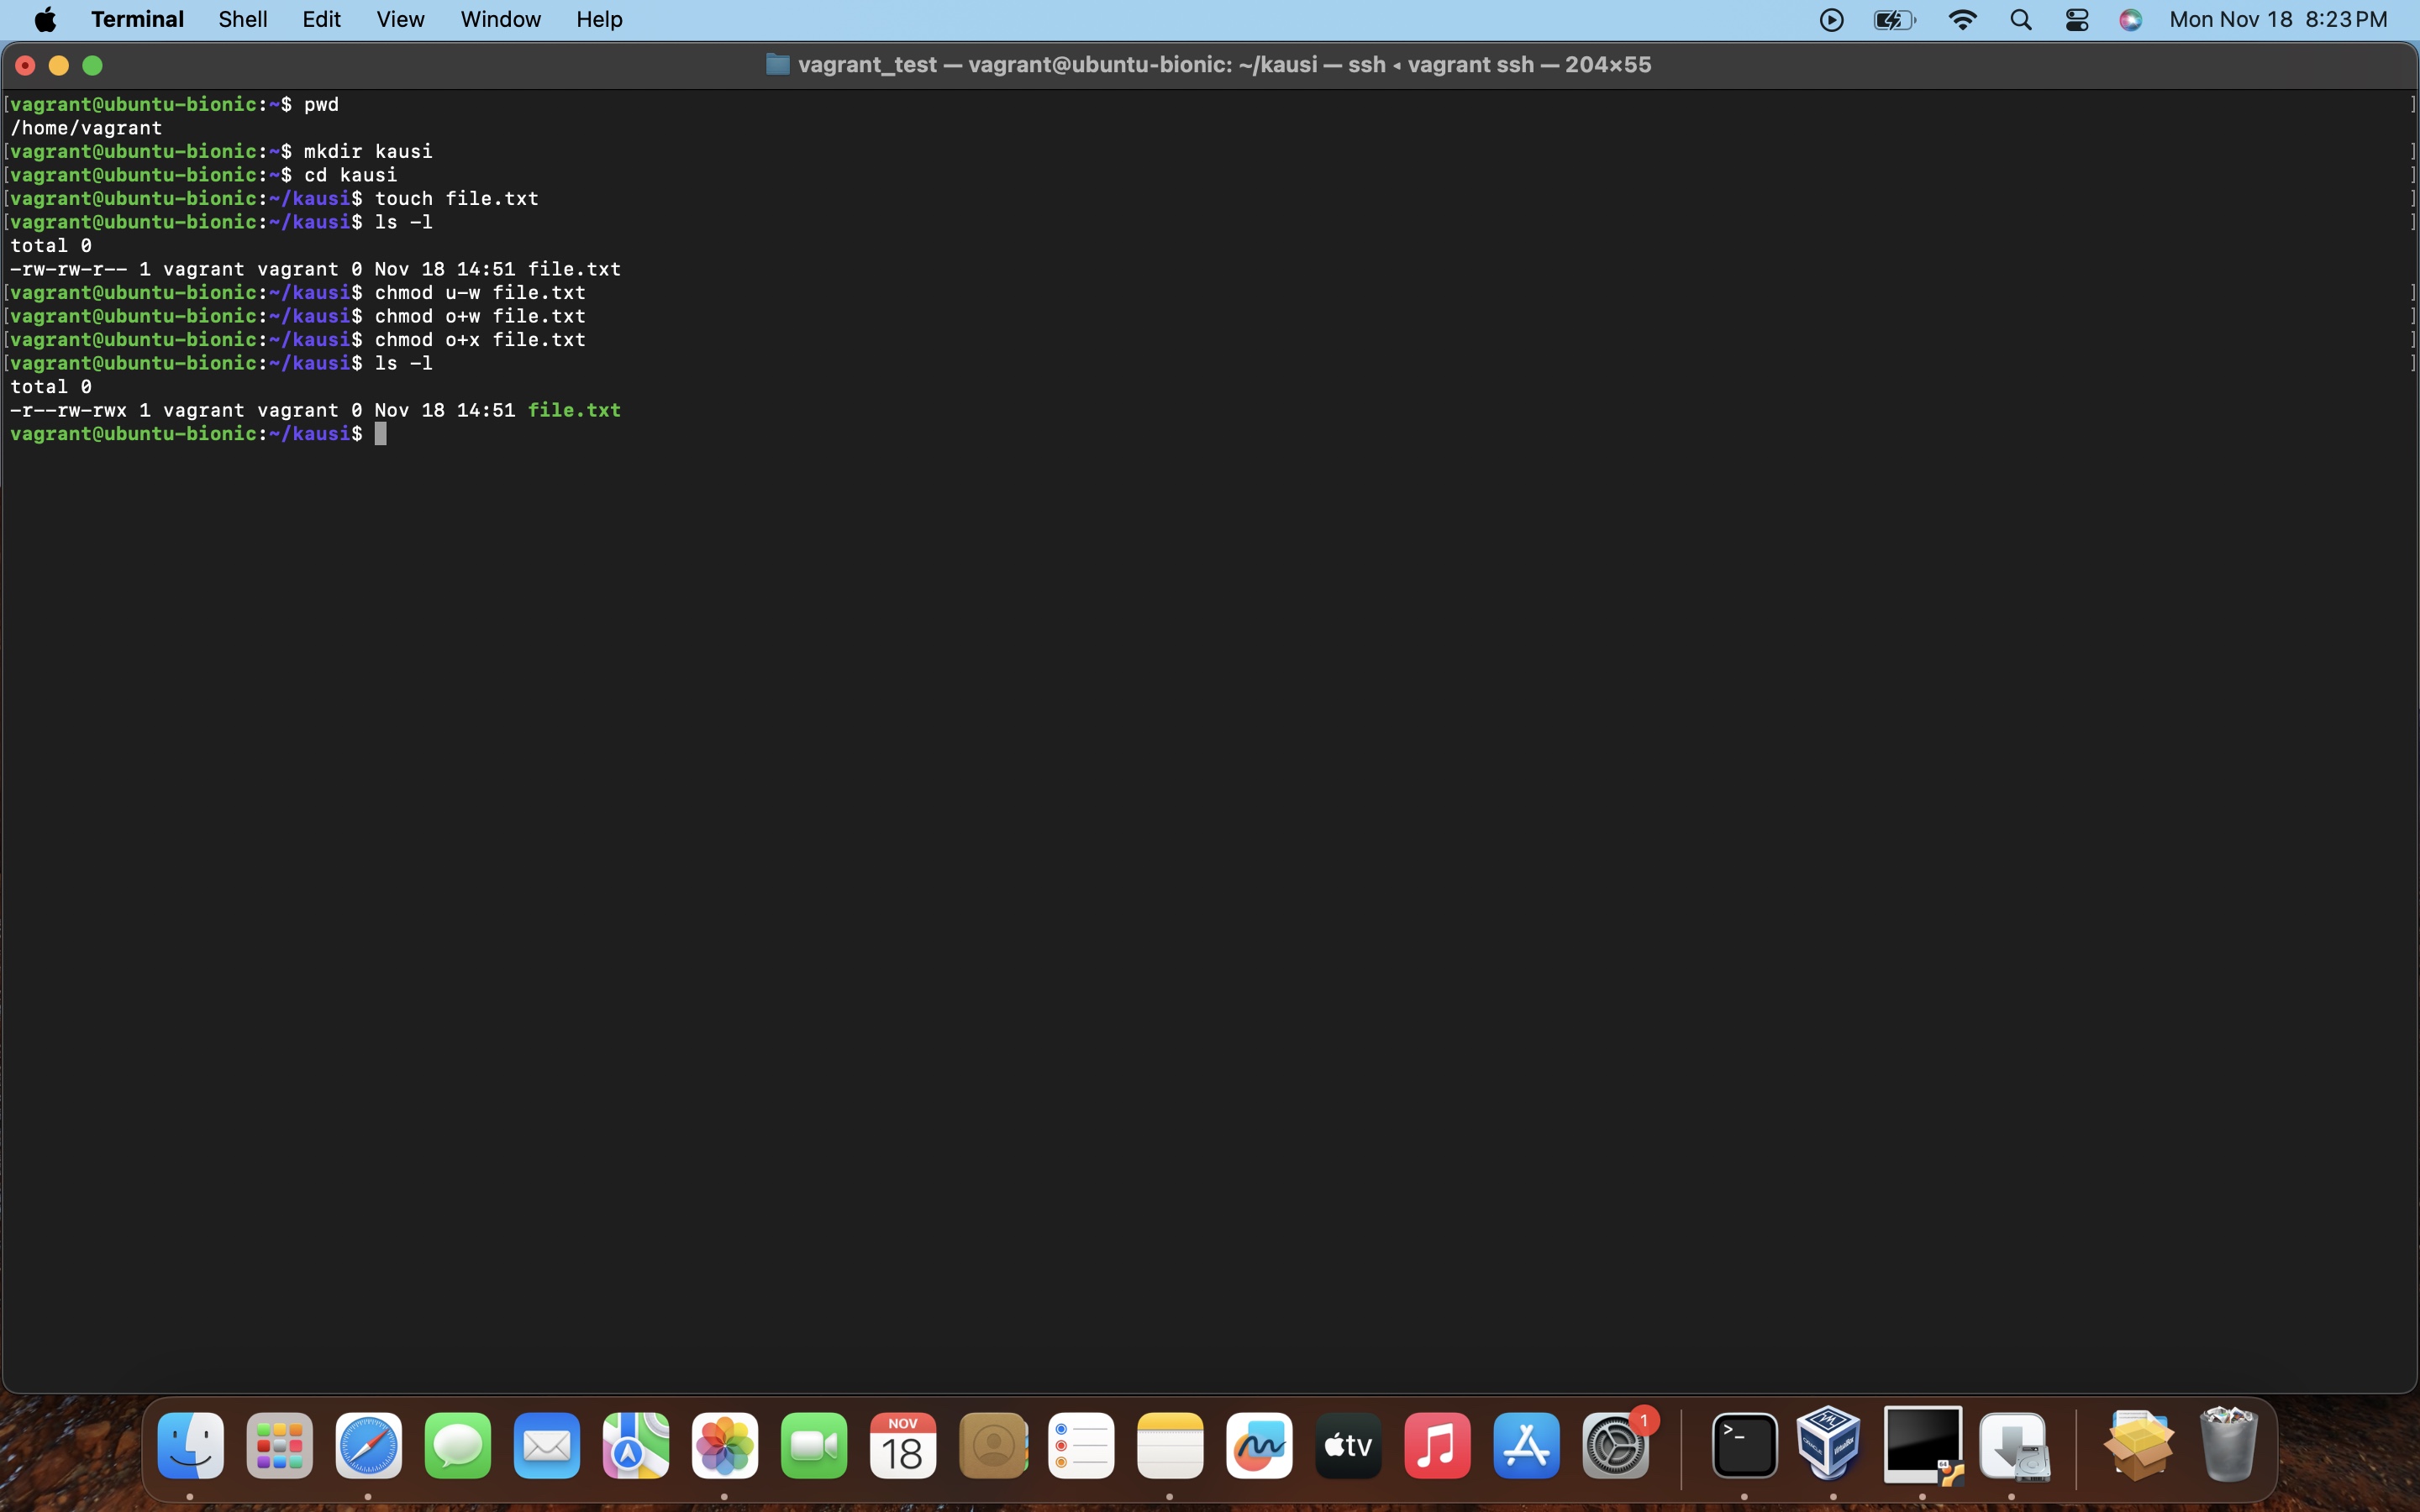 Terminal Shell Edit View Window Help Mon Nov 18 8:23 PM
vagrant_test — vagrant@ubuntu-bionic: ~/kausi — ssh ◂ vagrant ssh — 204×55
[vagrant@ubuntu-bionic:~$ pwd ]
/home/vagrant
[vagrant@ubuntu-bionic:~$ mkdir kausi ]
[vagrant@ubuntu-bionic:~$ cd kausi ]
[vagrant@ubuntu-bionic:~/kausi$ touch file.txt ]
[vagrant@ubuntu-bionic:~/kausi$ ls -l ]
total 0
-rw-rw-r-- 1 vagrant vagrant 0 Nov 18 14:51 file.txt
[vagrant@ubuntu-bionic:~/kausi$ chmod u-w file.txt ]
[vagrant@ubuntu-bionic:~/kausi$ chmod o+w file.txt ]
[vagrant@ubuntu-bionic:~/kausi$ chmod o+x file.txt ]
[vagrant@ubuntu-bionic:~/kausi$ ls -l ]
total 0
-r--rw-rwx 1 vagrant vagrant 0 Nov 18 14:51 file.txt
vagrant@ubuntu-bionic:~/kausi$
NOV
18
tv
1
>_
64